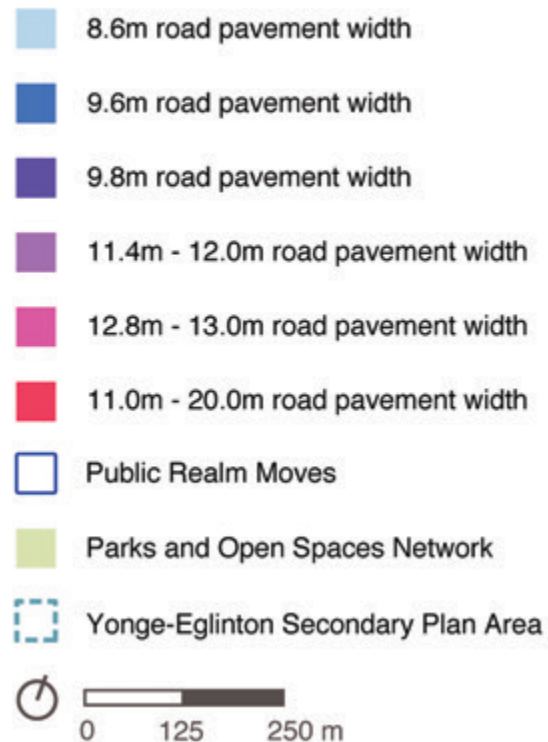 8.6m road pavement width
9.6m road pavement width
9.8m road pavement width
11.4m - 12.0m road pavement width
12.8m - 13.0m road pavement width
11.0m - 20.0m road pavement width
Public Realm Moves
Parks and Open Spaces Network
Yonge-Eglinton Secondary Plan Area
0 125 250 m